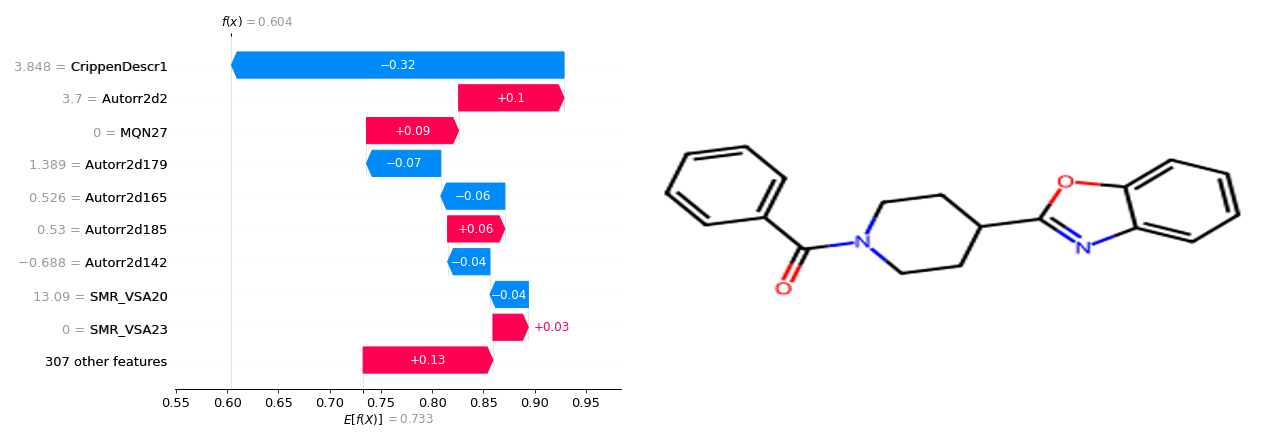 f(x) = 0.604
3.848 = CrippenDescr1
−0.32
3.7 = Autorr2d2
+0.1
0 = MQN27
+0.09
1.389 = Autorr2d179
−0.07
0.526 = Autorr2d165
−0.06
0.53 = Autorr2d185
+0.06
−0.688 = Autorr2d142
−0.04
13.09 = SMR_VSA20
−0.04
0 = SMR_VSA23
+0.03
307 other features
+0.13
0.55 0.60 0.65 0.70 0.75 0.80 0.85 0.90 0.95
E[f(X)] = 0.733
O
N
O
N